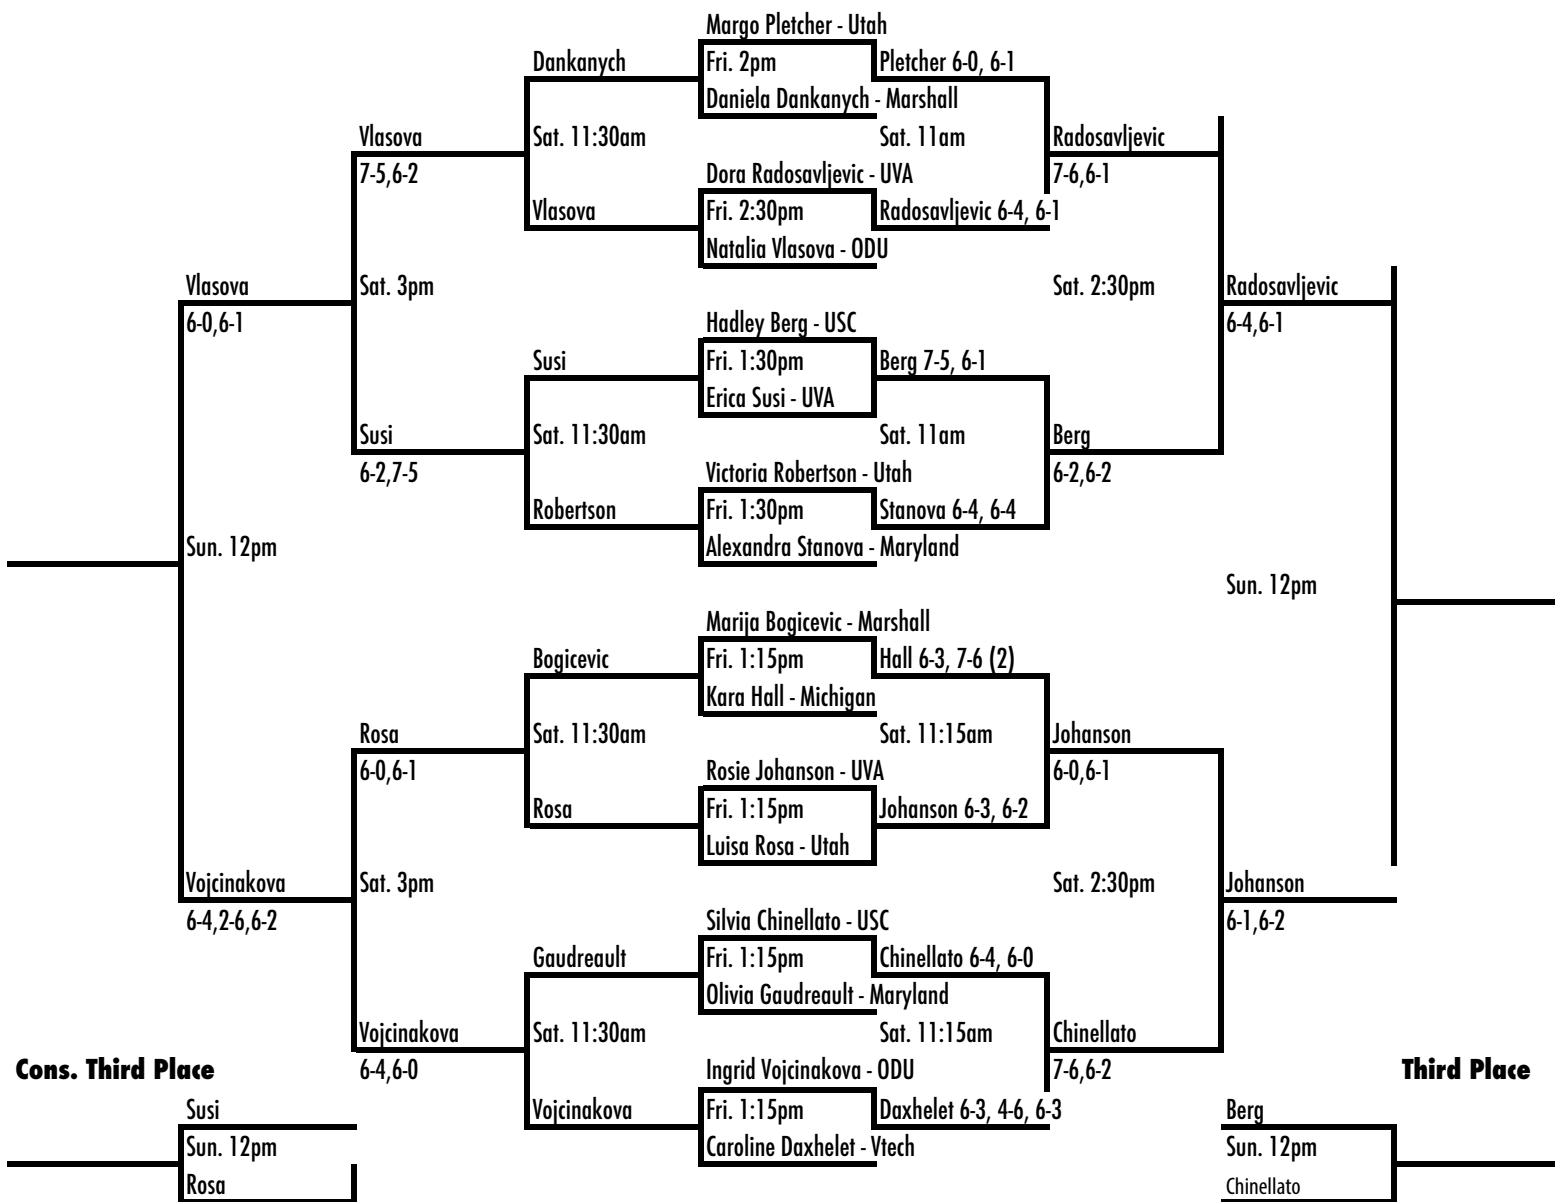 Margo Pletcher - Utah
Dankanych
Fri. 2pm
Pletcher 6-0, 6-1
Daniela Dankanych - Marshall
Vlasova
Sat. 11:30am
Sat. 11am
Radosavljevic
7-5,6-2
Dora Radosavljevic - UVA
7-6,6-1
Vlasova
Fri. 2:30pm
Radosavljevic 6-4, 6-1
Natalia Vlasova - ODU
Vlasova
Sat. 3pm
Sat. 2:30pm
Radosavljevic
6-0,6-1
Hadley Berg - USC
6-4,6-1
Susi
Fri. 1:30pm
Berg 7-5, 6-1
Erica Susi - UVA
Susi
Sat. 11:30am
Sat. 11am
Berg
6-2,7-5
Victoria Robertson - Utah
6-2,6-2
Robertson
Fri. 1:30pm
Stanova 6-4, 6-4
Sun. 12pm
Alexandra Stanova - Maryland
Sun. 12pm
Marija Bogicevic - Marshall
Bogicevic
Fri. 1:15pm
Hall 6-3, 7-6 (2)
Kara Hall - Michigan
Rosa
Sat. 11:30am
Sat. 11:15am
Johanson
6-0,6-1
Rosie Johanson - UVA
6-0,6-1
Rosa
Fri. 1:15pm
Johanson 6-3, 6-2
Luisa Rosa - Utah
Vojcinakova
Sat. 3pm
Sat. 2:30pm
Johanson
6-4,2-6,6-2
Silvia Chinellato - USC
6-1,6-2
Gaudreault
Fri. 1:15pm
Chinellato 6-4, 6-0
Olivia Gaudreault - Maryland
Vojcinakova
Sat. 11:30am
Sat. 11:15am
Chinellato
Cons. Third Place
6-4,6-0
Ingrid Vojcinakova - ODU
7-6,6-2
Third Place
Susi
Vojcinakova
Fri. 1:15pm
Daxhelet 6-3, 4-6, 6-3
Berg
Sun. 12pm
Caroline Daxhelet - Vtech
Sun. 12pm
Rosa
Chinellato